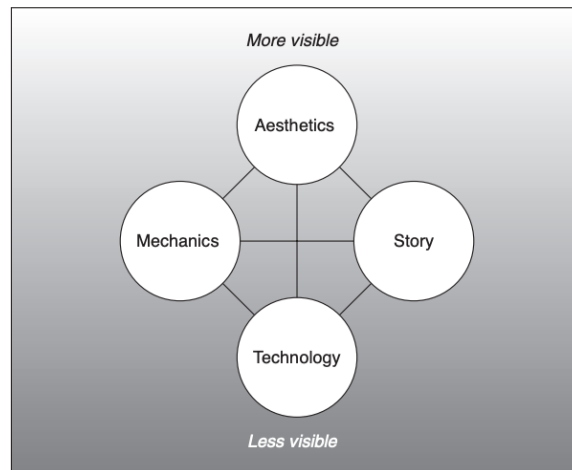 More visible
Aesthetics
Mechanics
Story
Technology
Less visible